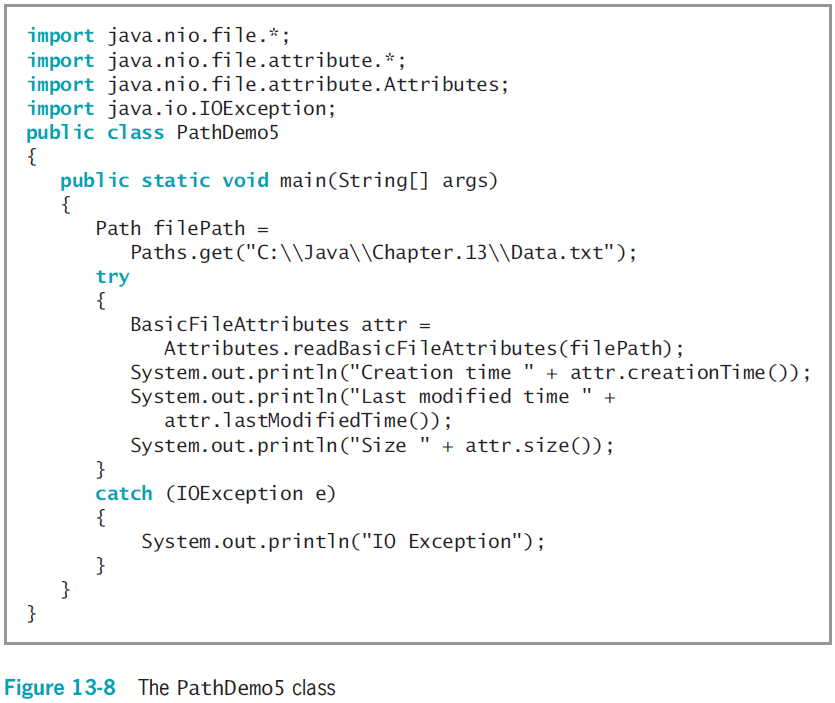 import java.nio.file.*;
import java.nio.file.attribute.*;
import java.nio.file.attribute.Attributes;
import java.io.IOException;
public class PathDemo5
{
   public static void main(String[] args)
   {
      Path filePath =
         Paths.get("C:\\Java\\Chapter.13\\Data.txt");
      try
      {
         BasicFileAttributes attr =
            Attributes.readBasicFileAttributes(filePath);
         System.out.println("Creation time " + attr.creationTime());
         System.out.println("Last modified time " +
            attr.lastModifiedTime());
         System.out.println("Size " + attr.size());
      }
      catch (IOException e)
      {
          System.out.println("IO Exception");
      }
   }
}
Figure 13-8 The PathDemo5 class